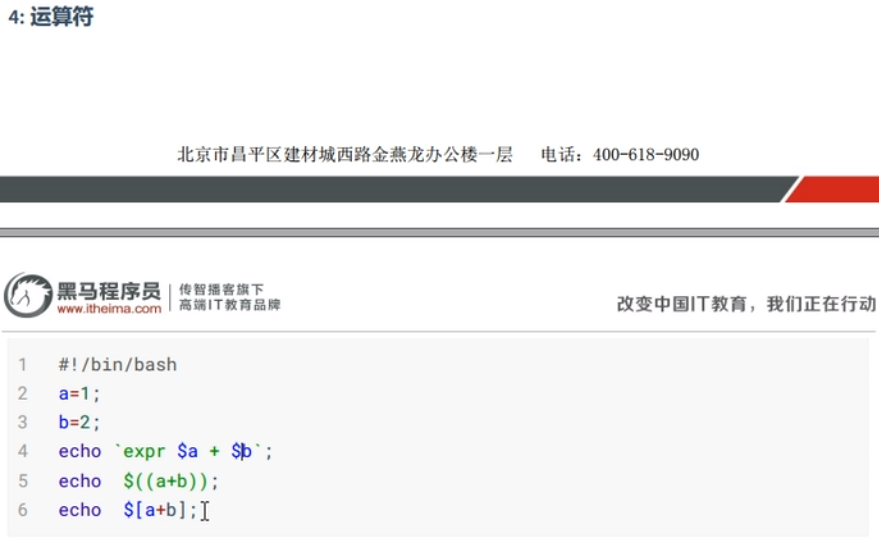 4: 运算符
北京市昌平区建材城西路金燕龙办公楼一层 电话：400-618-9090
黑马程序员
www.itheima.com
传智播客旗下
高端IT教育品牌
改变中国IT教育，我们正在行动
1 #!/bin/bash
2 a=1;
3 b=2;
4 echo `expr $a + $b`;
5 echo  $((a+b));
6 echo  $[a+b];